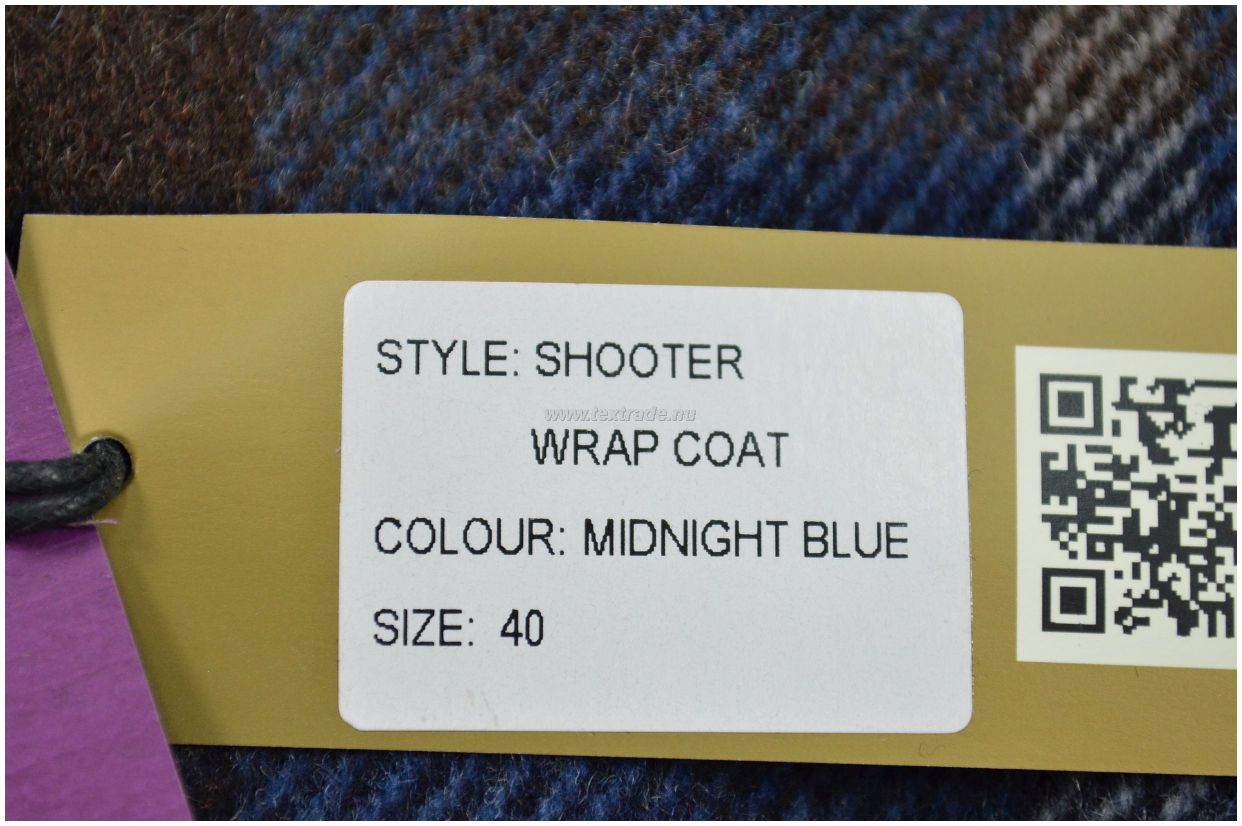 STYLE: SHOOTER
www.textrade.nu
WRAP COAT
COLOUR: MIDNIGHT BLUE
SIZE: 40